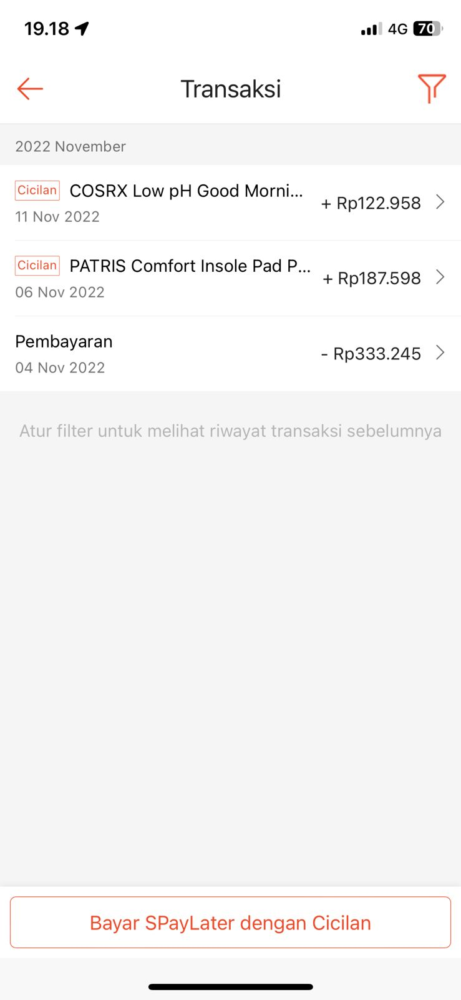 19.18
4G 70
Transaksi
2022 November
Cicilan COSRX Low pH Good Morni...
+ Rp122.958
11 Nov 2022
Cicilan PATRIS Comfort Insole Pad P...
+ Rp187.598
06 Nov 2022
Pembayaran
- Rp333.245
04 Nov 2022
Atur filter untuk melihat riwayat transaksi sebelumnya
Bayar SPayLater dengan Cicilan